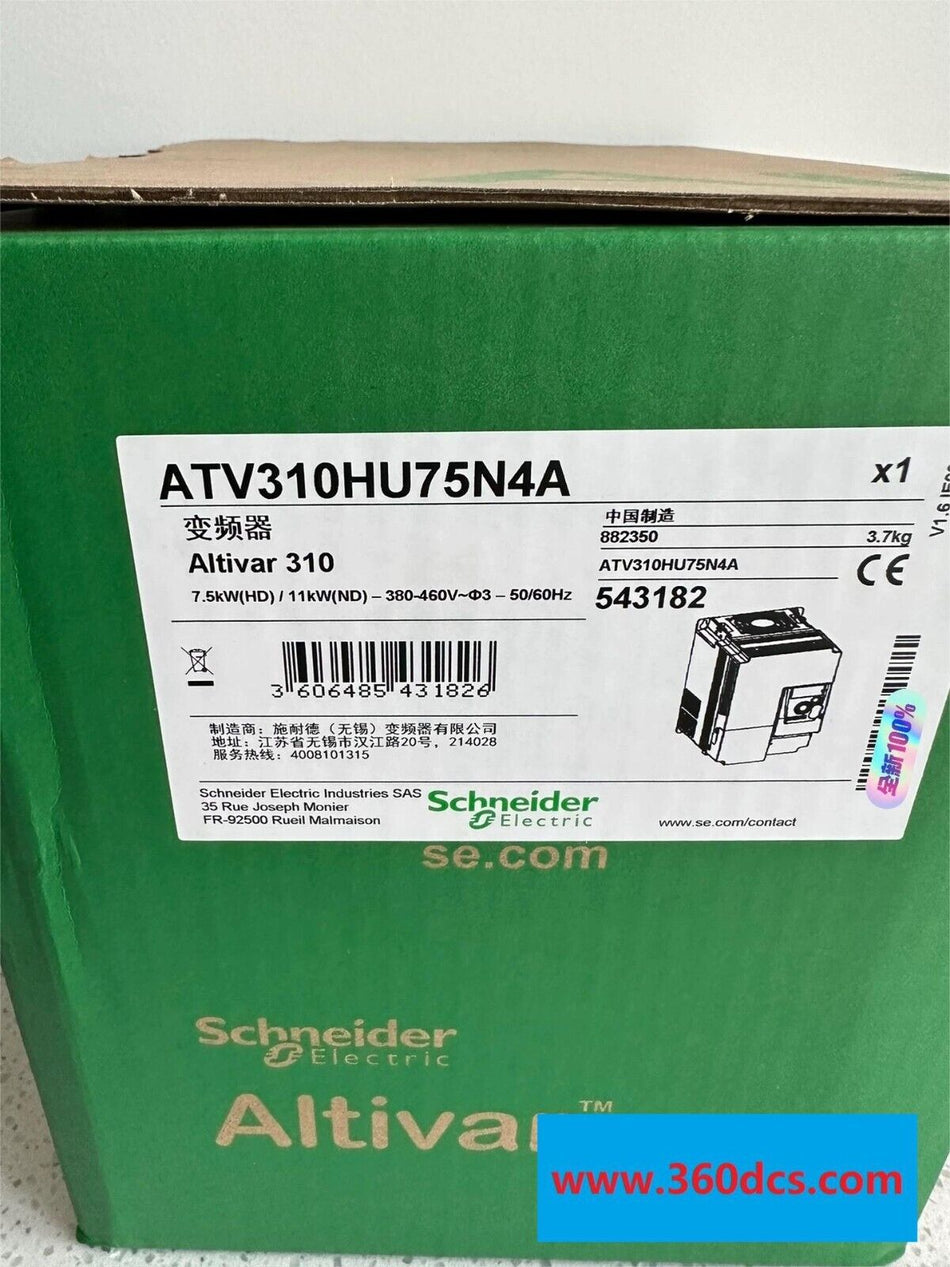 ATV310HU75N4A
x1
变频器
Altivar 310
7.5kW(HD) / 11kW(ND) – 380-460V~Φ3 – 50/60Hz
中国制造
882350 3.7kg
ATV310HU75N4A
CE
543182
V1.6
3 606485 431826
制造商：施耐德（无锡）变频器有限公司
地址：江苏省无锡市汉江路20号，214028
服务热线：4008101315
全新100%
Schneider Electric Industries SAS
35 Rue Joseph Monier
FR-92500 Rueil Malmaison
Schneider
Electric
www.se.com/contact
se.com
Schneider
Electric
Altivar™
www.360dcs.com